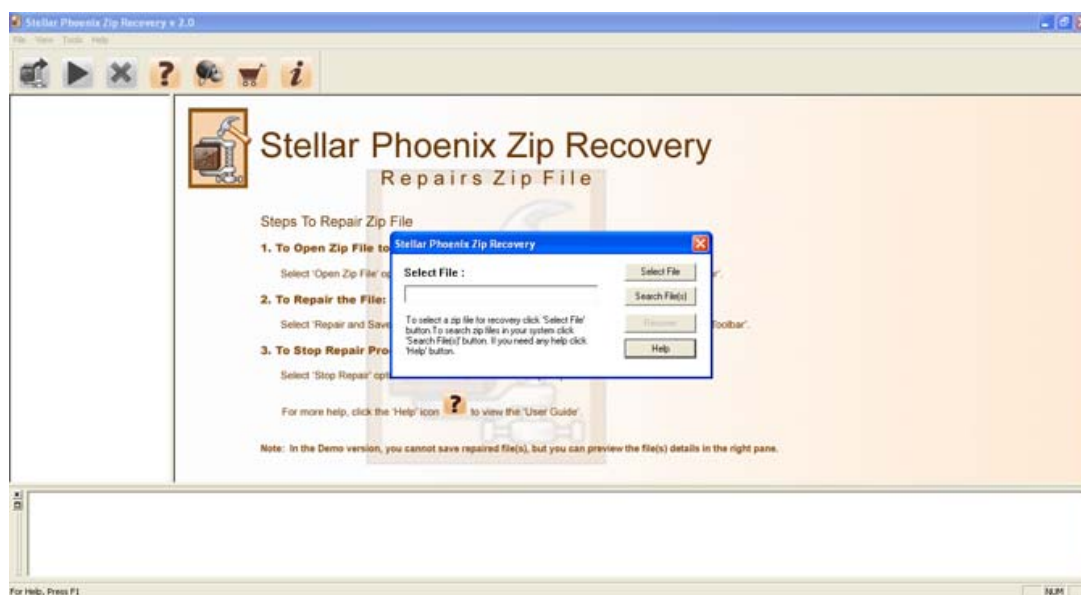 Stellar Phoenix Zip Recovery v 2.0
File View Tools Help
Stellar Phoenix Zip Recovery
Repairs Zip File
Steps To Repair Zip File
1. To Open Zip File to
Select 'Open Zip File' op
2. To Repair the File:
Select 'Repair and Save
Toolbar'.
3. To Stop Repair Pro
Select 'Stop Repair' opt
For more help, click the 'Help' icon ? to view the 'User Guide'.
Note: In the Demo version, you cannot save repaired file(s), but you can preview the file(s) details in the right pane.
Stellar Phoenix Zip Recovery
Select File :
Select File
Search File(s)
To select a zip file for recovery click 'Select File'
button.To search zip files in your system click
'Search File(s)' button. If you need any help click
'Help' button.
Help
For Help, Press F1
NUM